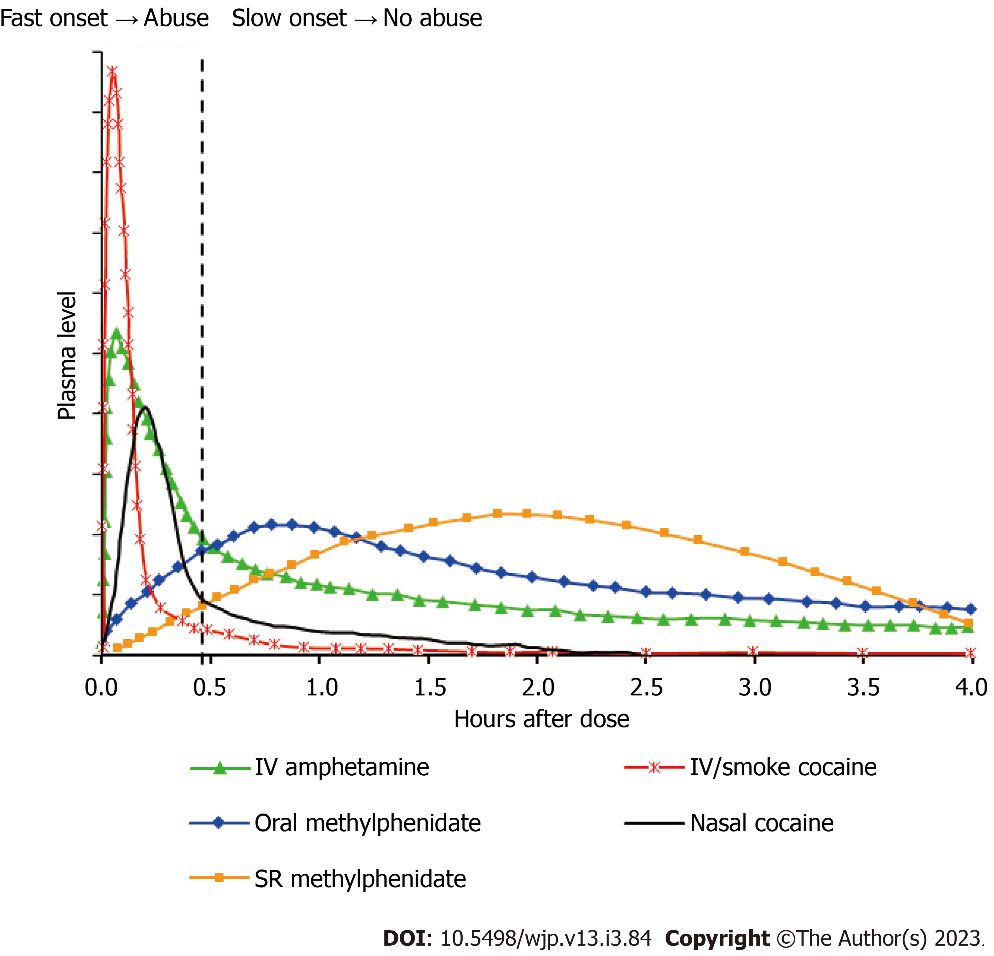 Fast onset → Abuse Slow onset → No abuse
Plasma level
0.0 0.5 1.0 1.5 2.0 2.5 3.0 3.5 4.0
Hours after dose
IV amphetamine IV/smoke cocaine
Oral methylphenidate Nasal cocaine
SR methylphenidate
DOI: 10.5498/wjp.v13.i3.84 Copyright ©The Author(s) 2023.